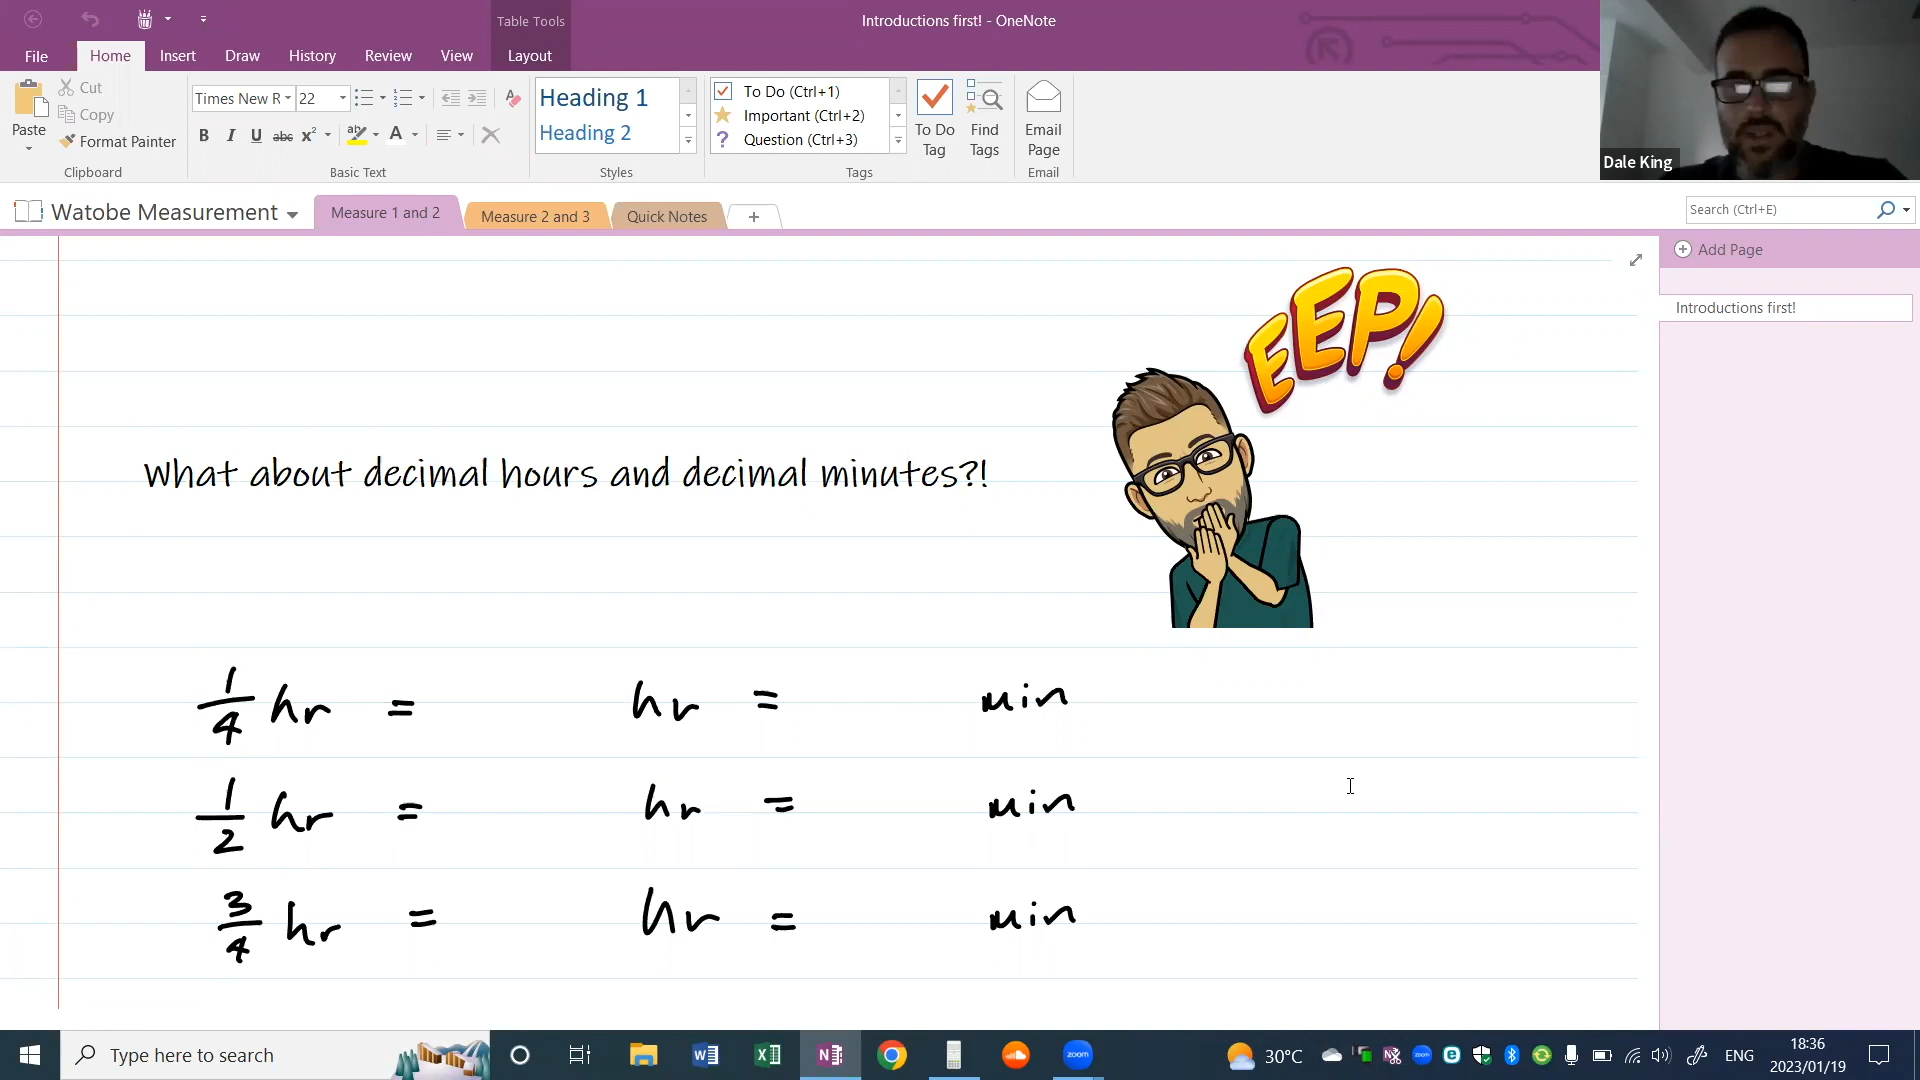 Table Tools
Introductions first! - OneNote
File Home Insert Draw History Review View Layout
Cut
Copy
Format Painter
Paste
Clipboard
Times New R 22
B I U abc x² A
Basic Text
Heading 1
Heading 2
Styles
To Do (Ctrl+1)
Important (Ctrl+2)
? Question (Ctrl+3)
Tags
To Do Tag
Find Tags
Email Page
Email
Dale King
Watobe Measurement
Measure 1 and 2
Measure 2 and 3
Quick Notes
+
Search (Ctrl+E)
Add Page
Introductions first!
EEP!
What about decimal hours and decimal minutes?!
1/4 hr = hr = min
1/2 hr = hr = min
3/4 hr = hr = min
Type here to search
zoom
30°C
ENG
18:36
2023/01/19